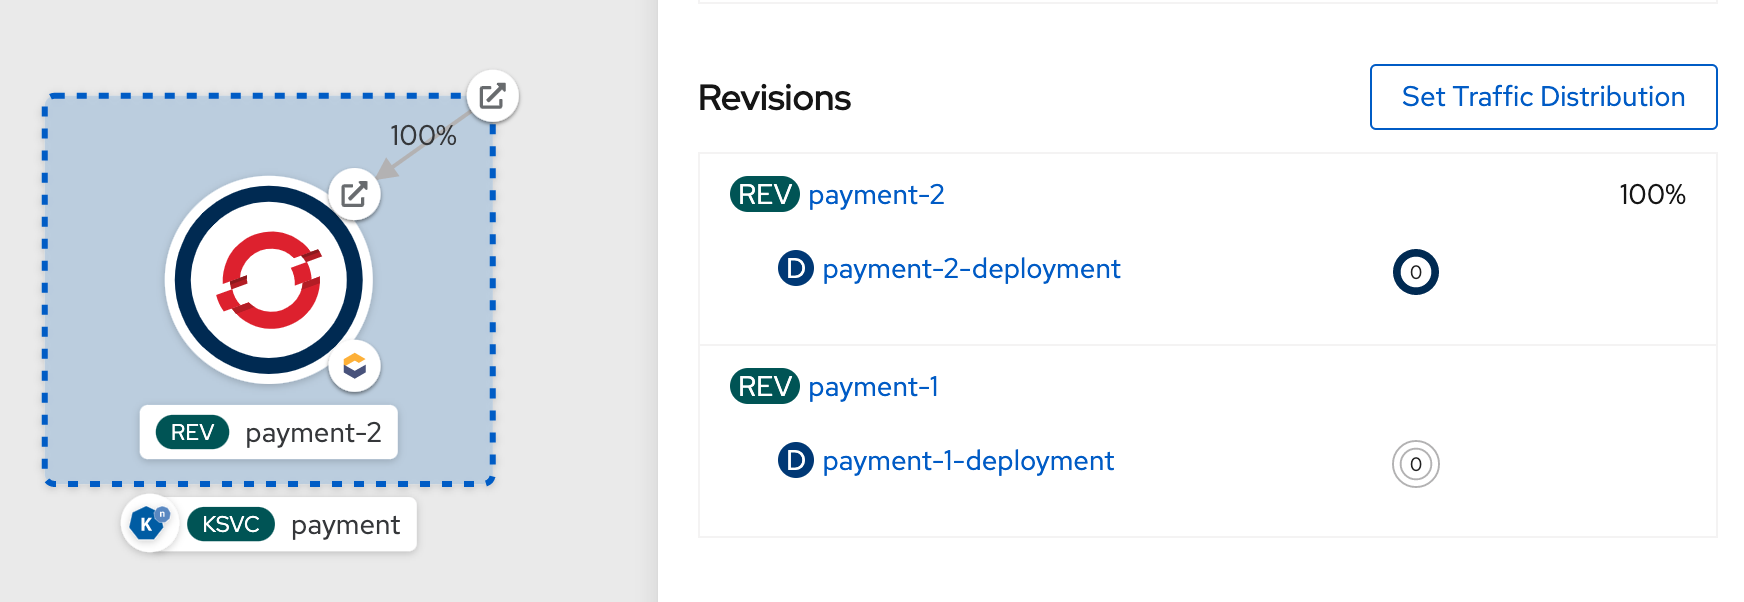 100%
REV payment-2
K n KSVC payment
Revisions
Set Traffic Distribution
REV payment-2 100%
D payment-2-deployment 0
REV payment-1
D payment-1-deployment 0